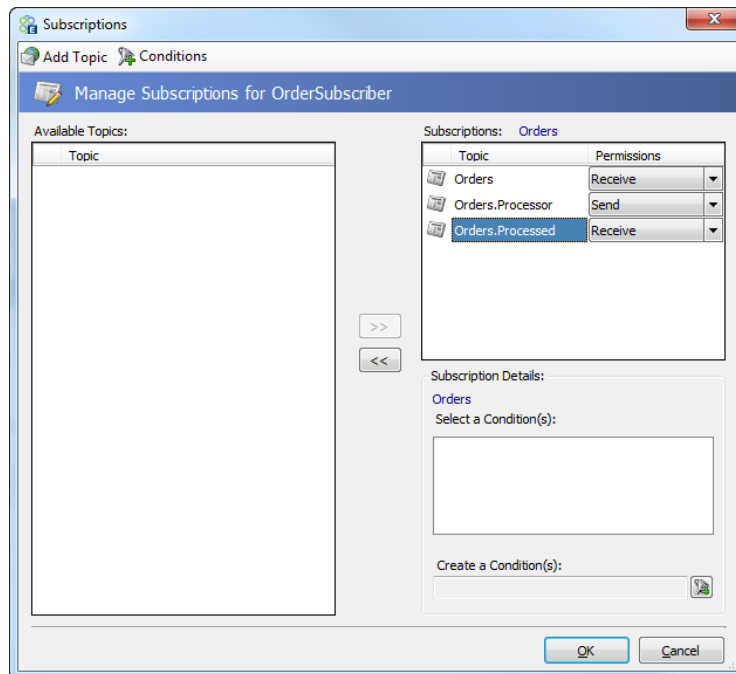 Subscriptions
Add Topic Conditions
Manage Subscriptions for OrderSubscriber
Available Topics:
Topic
>>
<<
Subscriptions: Orders
Topic Permissions
Orders Receive
Orders.Processor Send
Orders.Processed Receive
Subscription Details:
Orders
Select a Condition(s):
Create a Condition(s):
OK Cancel